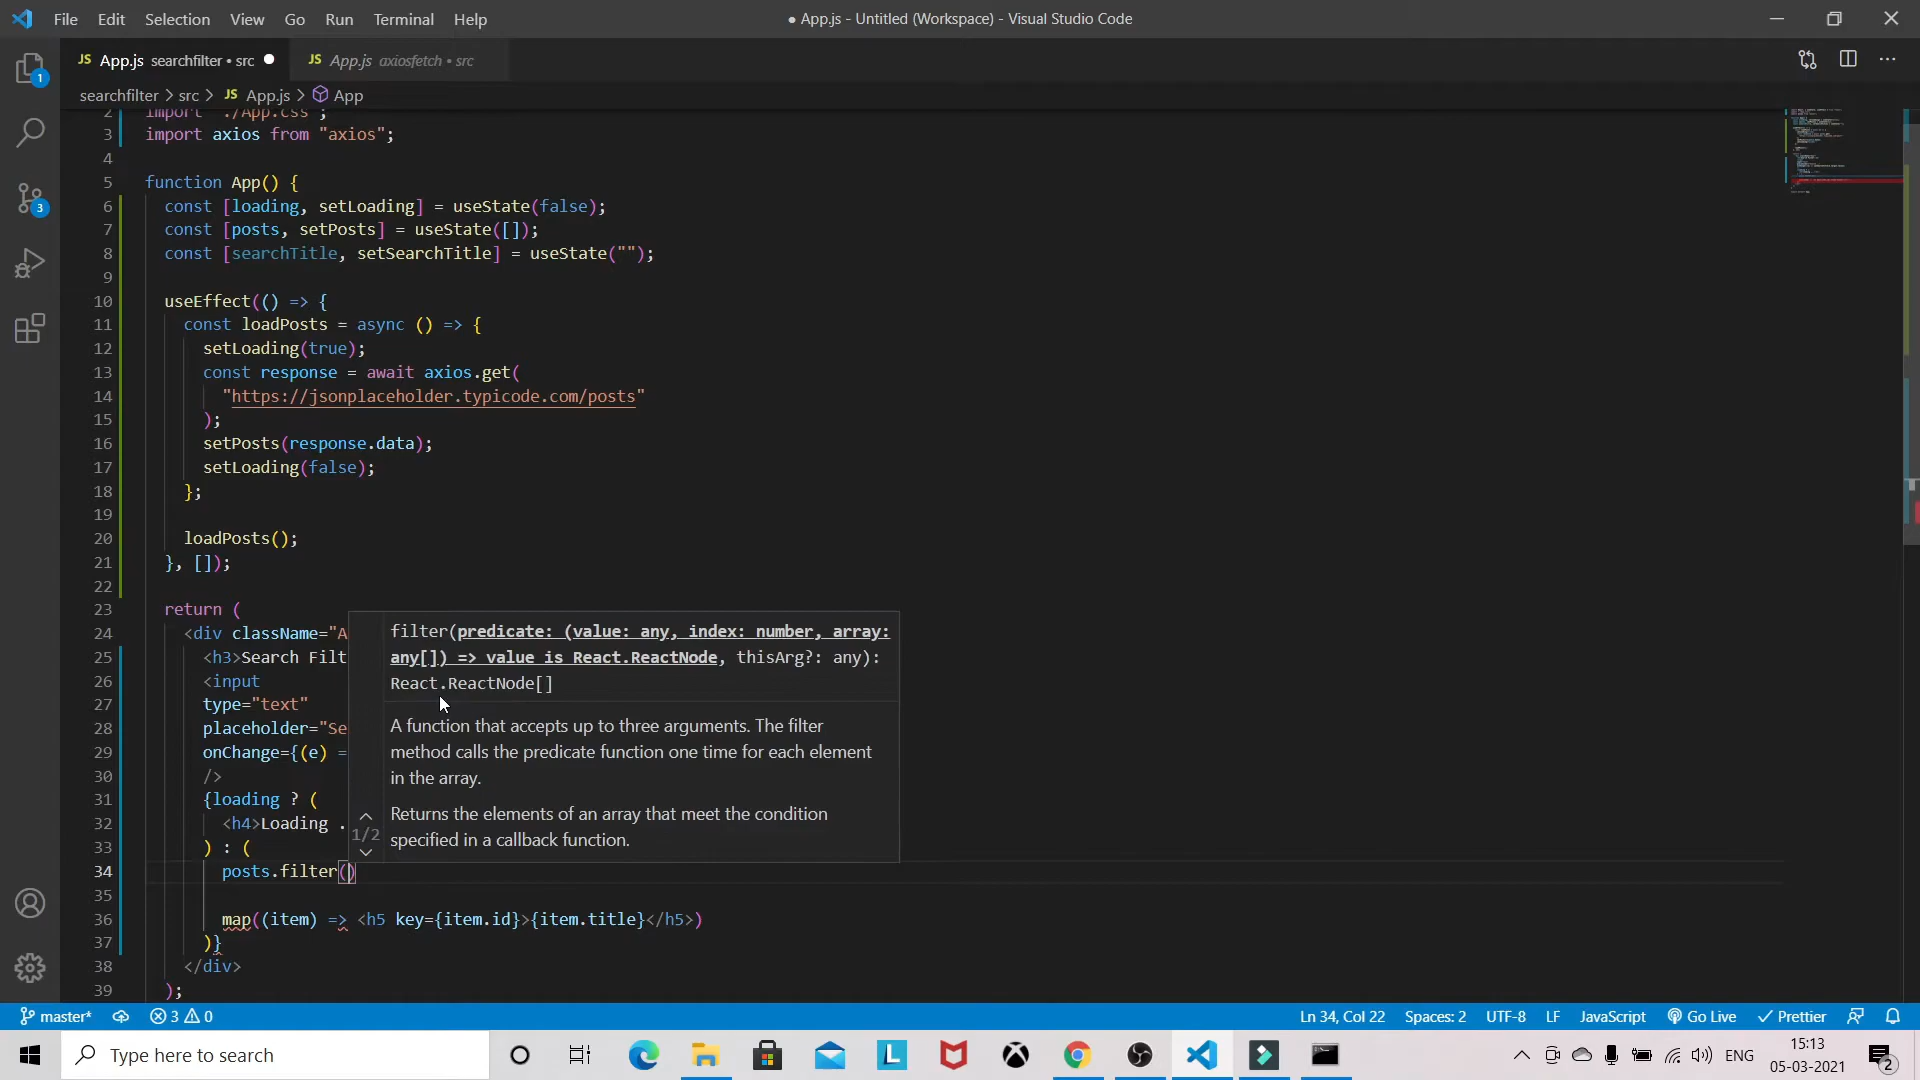 File Edit Selection View Go Run Terminal Help
● App.js - Untitled (Workspace) - Visual Studio Code
JS App.js searchfilter • src ●
JS App.js axiosfetch • src
searchfilter > src > JS App.js > App
2 import "./App.css";
3 import axios from "axios";
4
5 function App() {
6 const [loading, setLoading] = useState(false);
7 const [posts, setPosts] = useState([]);
8 const [searchTitle, setSearchTitle] = useState("");
9
10 useEffect(() => {
11 const loadPosts = async () => {
12 setLoading(true);
13 const response = await axios.get(
14 "https://jsonplaceholder.typicode.com/posts"
15 );
16 setPosts(response.data);
17 setLoading(false);
18 };
19
20 loadPosts();
21 }, []);
22
23 return (
24 <div className="A
25 <h3>Search Filt
26 <input
27 type="text"
28 placeholder="Se
29 onChange={(e) =
30 />
31 {loading ? (
32 <h4>Loading .
33 ) : (
34 posts.filter()
35
36 map((item) => <h5 key={item.id}>{item.title}</h5>)
37 )}
38 </div>
39 );
filter(predicate: (value: any, index: number, array:
any[]) => value is React.ReactNode, thisArg?: any):
React.ReactNode[]
A function that accepts up to three arguments. The filter
method calls the predicate function one time for each element
in the array.
Returns the elements of an array that meet the condition
specified in a callback function.
1/2
1
3
master* 3 0
Ln 34, Col 22 Spaces: 2 UTF-8 LF JavaScript Go Live Prettier
Type here to search
L
ENG
15:13
05-03-2021
2